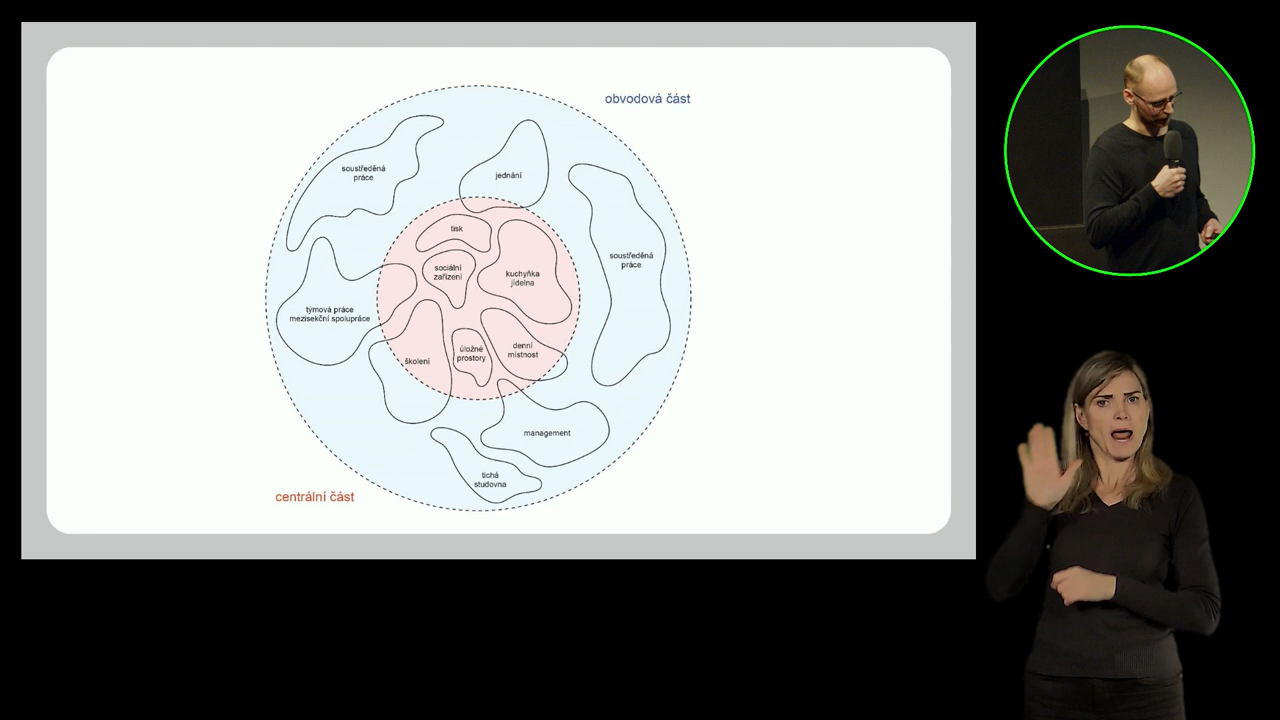 obvodová část
soustředěná
práce
jednání
tisk
sociální
zařízení
kuchyňka
jídelna
soustředěná
práce
týmová práce
mezisekční spolupráce
školení
úložné
prostory
denní
místnost
management
tichá
studovna
centrální část